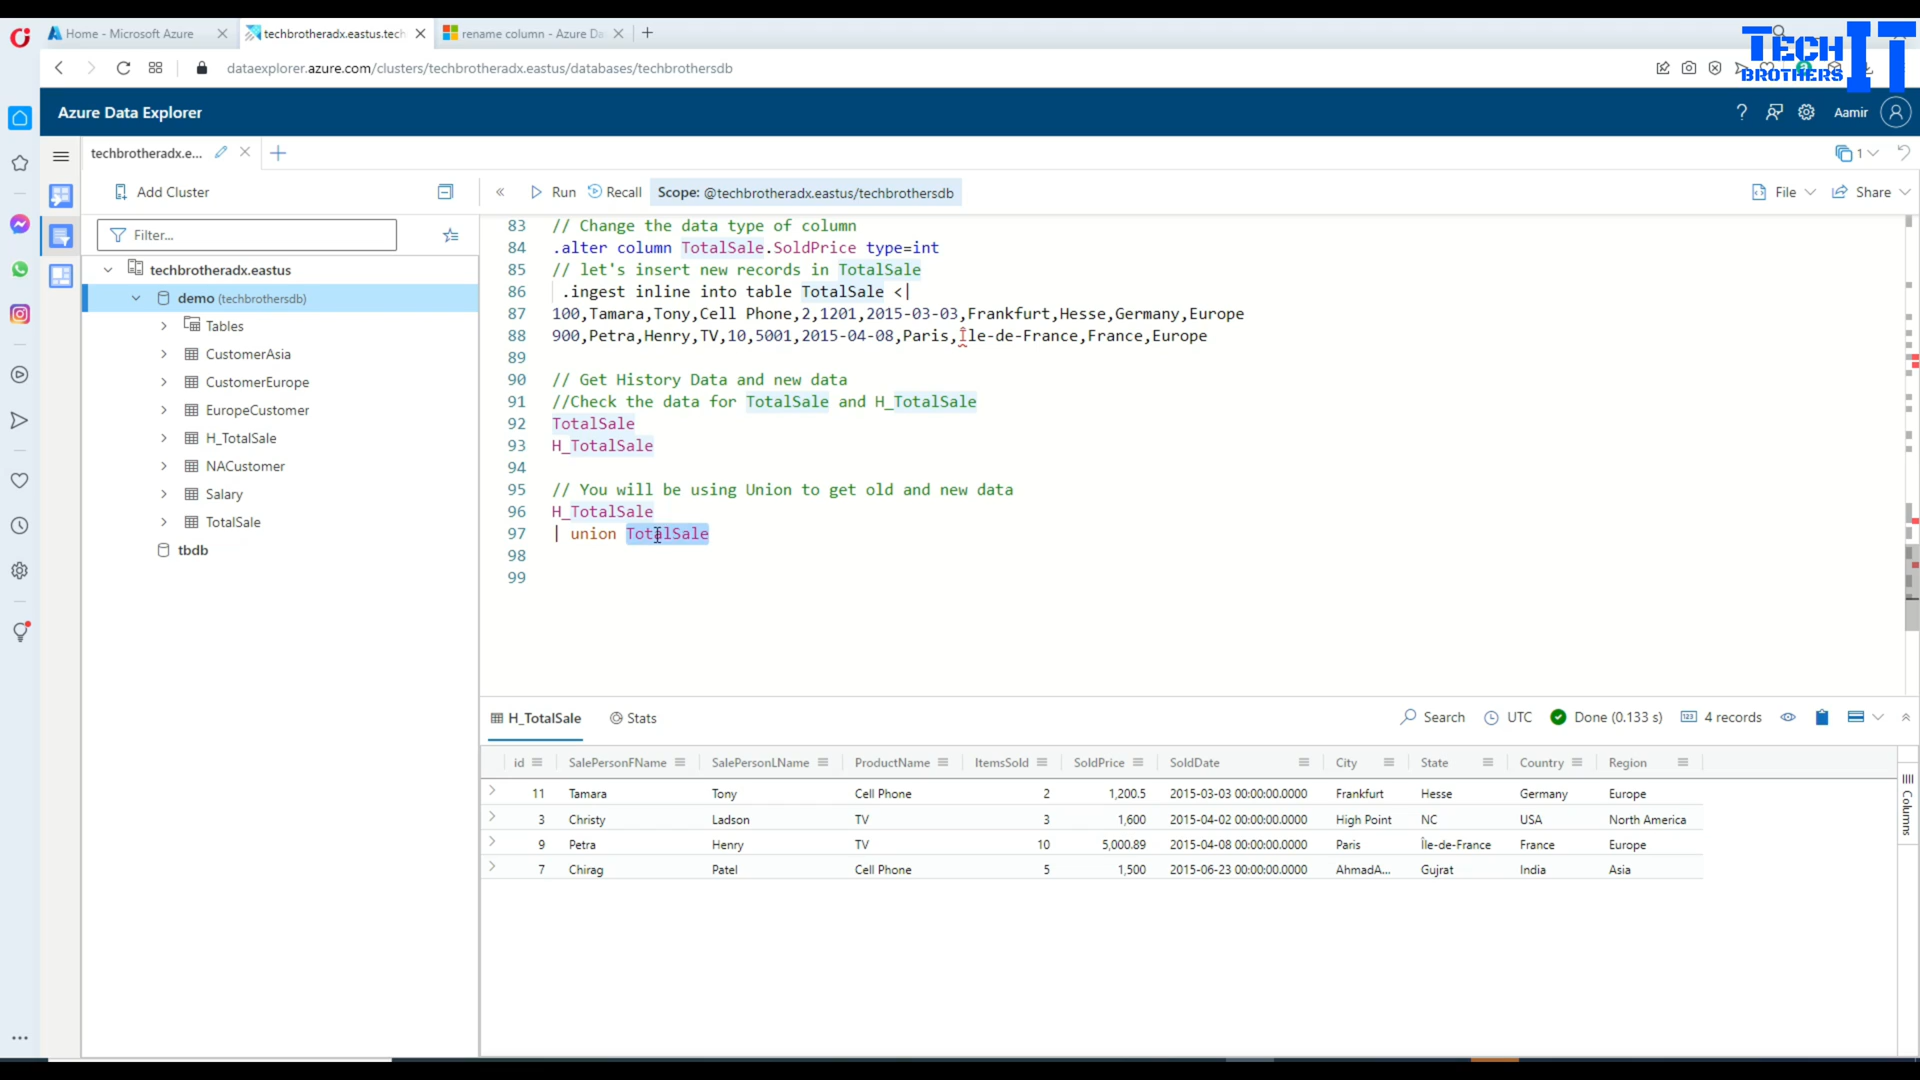 Home - Microsoft Azure
techbrotheradx.eastus.tech
rename column - Azure Da
TECH IT
BROTHERS
dataexplorer.azure.com/clusters/techbrotheradx.eastus/databases/techbrothersdb
Azure Data Explorer
Aamir
techbrotheradx.e...
1
Add Cluster
Run
Recall
Scope: @techbrotheradx.eastus/techbrothersdb
File
Share
Filter...
techbrotheradx.eastus
demo (techbrothersdb)
Tables
CustomerAsia
CustomerEurope
EuropeCustomer
H_TotalSale
NACustomer
Salary
TotalSale
tbdb
83 // Change the data type of column
84 .alter column TotalSale.SoldPrice type=int
85 // let's insert new records in TotalSale
86 .ingest inline into table TotalSale <|
87 100,Tamara,Tony,Cell Phone,2,1201,2015-03-03,Frankfurt,Hesse,Germany,Europe
88 900,Petra,Henry,TV,10,5001,2015-04-08,Paris,Île-de-France,France,Europe
89
90 // Get History Data and new data
91 //Check the data for TotalSale and H_TotalSale
92 TotalSale
93 H_TotalSale
94
95 // You will be using Union to get old and new data
96 H_TotalSale
97 | union TotalSale
98
99
H_TotalSale
Stats
Search
UTC
Done (0.133 s)
4 records
id SalePersonFName SalePersonLName ProductName ItemsSold SoldPrice SoldDate City State Country Region
11 Tamara Tony Cell Phone 2 1,200.5 2015-03-03 00:00:00.0000 Frankfurt Hesse Germany Europe
3 Christy Ladson TV 3 1,600 2015-04-02 00:00:00.0000 High Point NC USA North America
9 Petra Henry TV 10 5,000.89 2015-04-08 00:00:00.0000 Paris Île-de-France France Europe
7 Chirag Patel Cell Phone 5 1,500 2015-06-23 00:00:00.0000 AhmadA... Gujrat India Asia
Columns